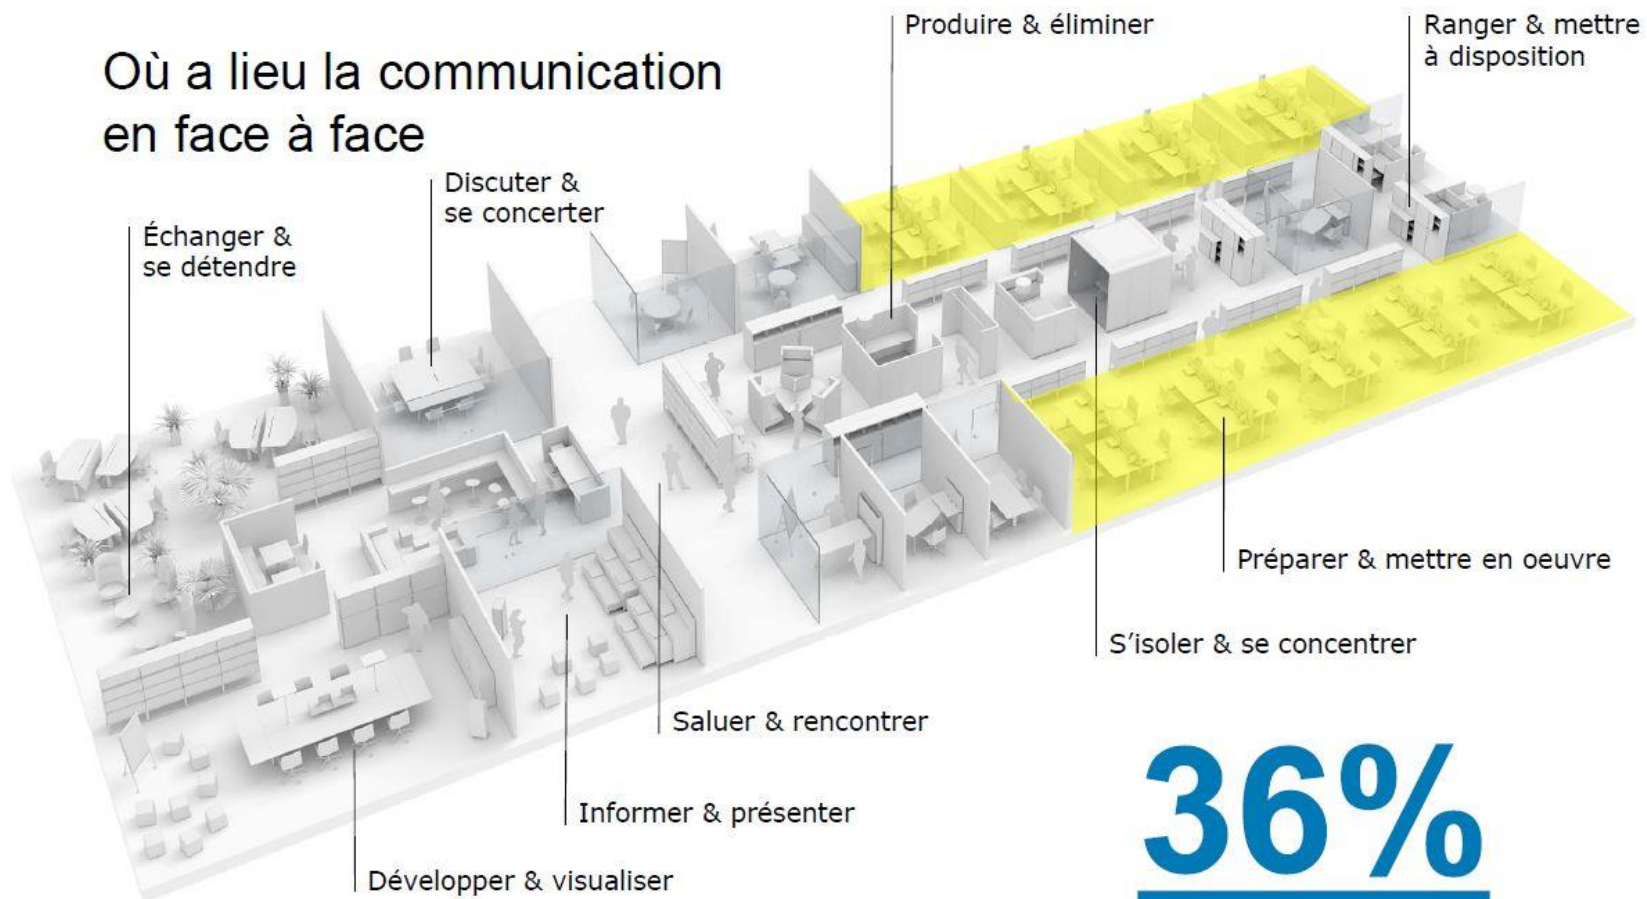 Où a lieu la communication
en face à face
Produire & éliminer
Ranger & mettre
à disposition
Discuter &
se concerter
Échanger &
se détendre
Préparer & mettre en oeuvre
S'isoler & se concentrer
Saluer & rencontrer
Informer & présenter
Développer & visualiser
36%